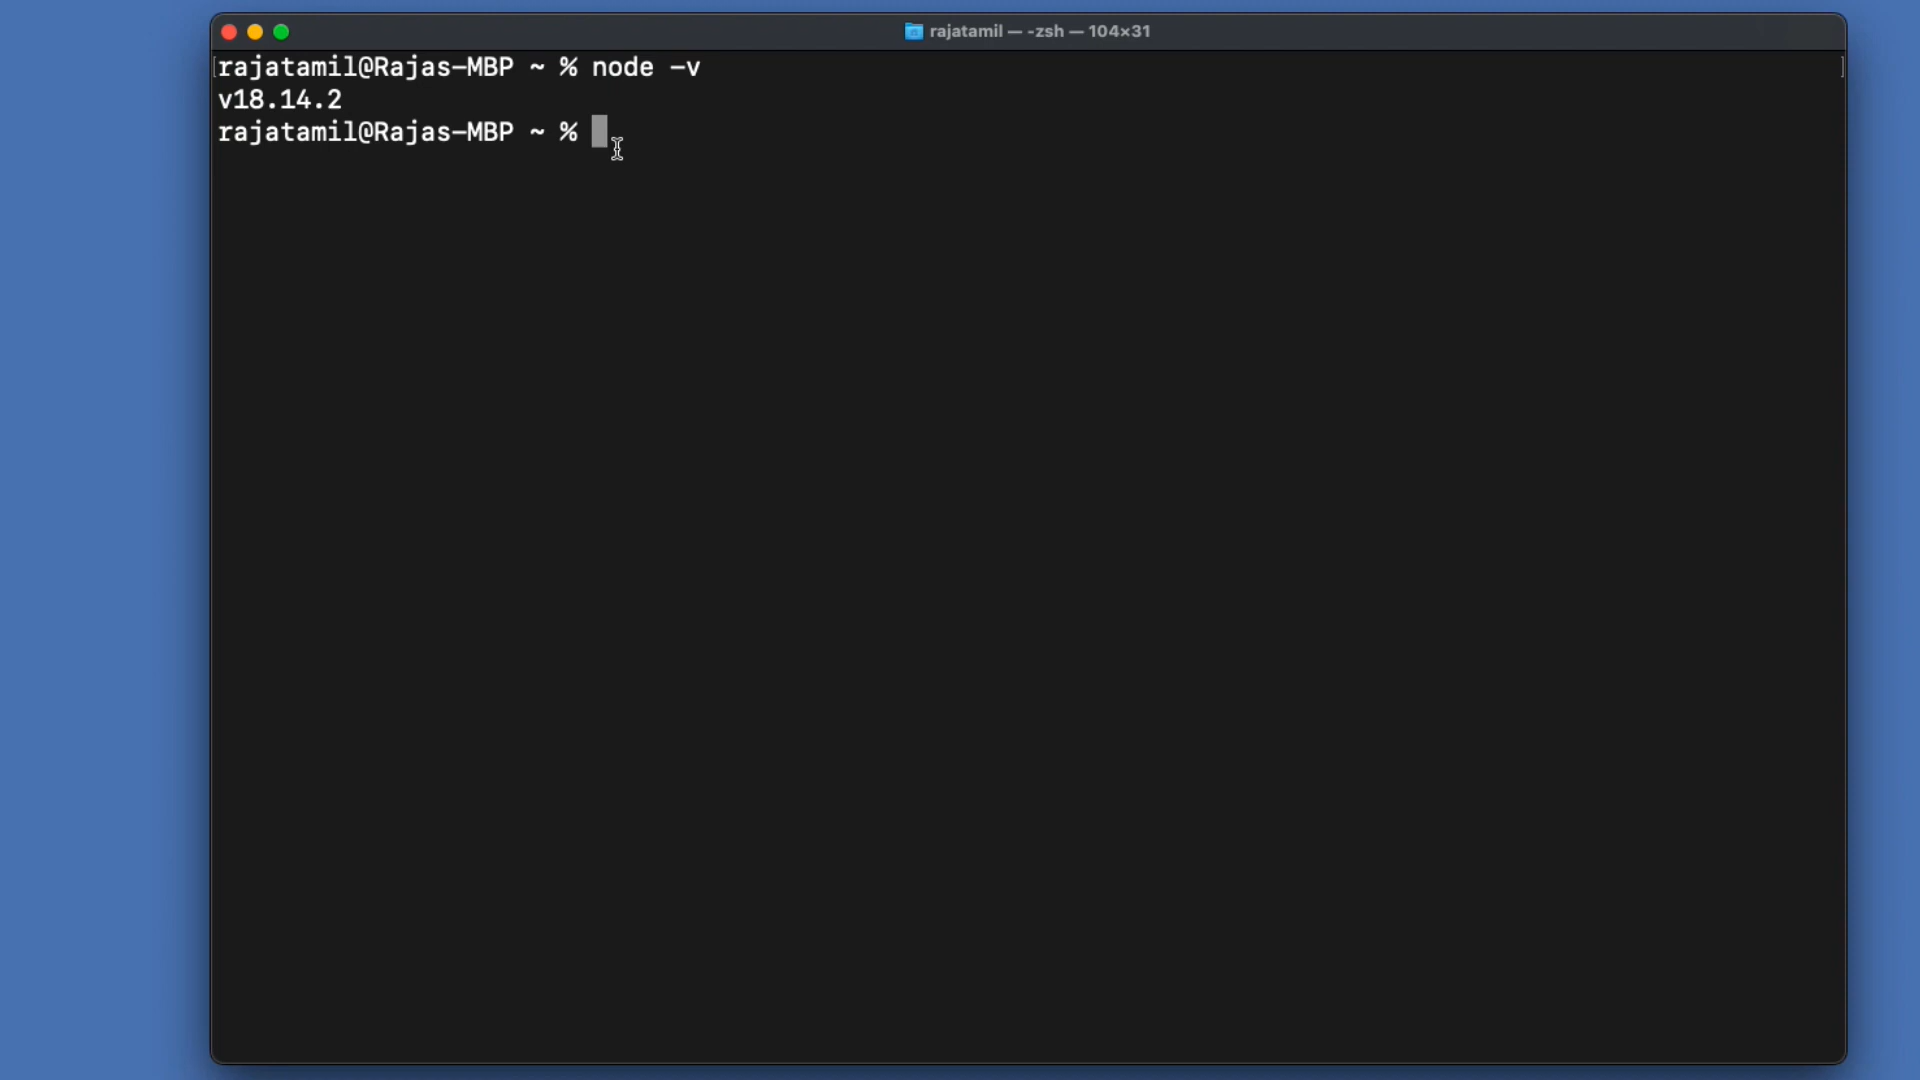 rajatamil — -zsh — 104×31
[rajatamil@Rajas-MBP ~ % node -v ]
v18.14.2
rajatamil@Rajas-MBP ~ %